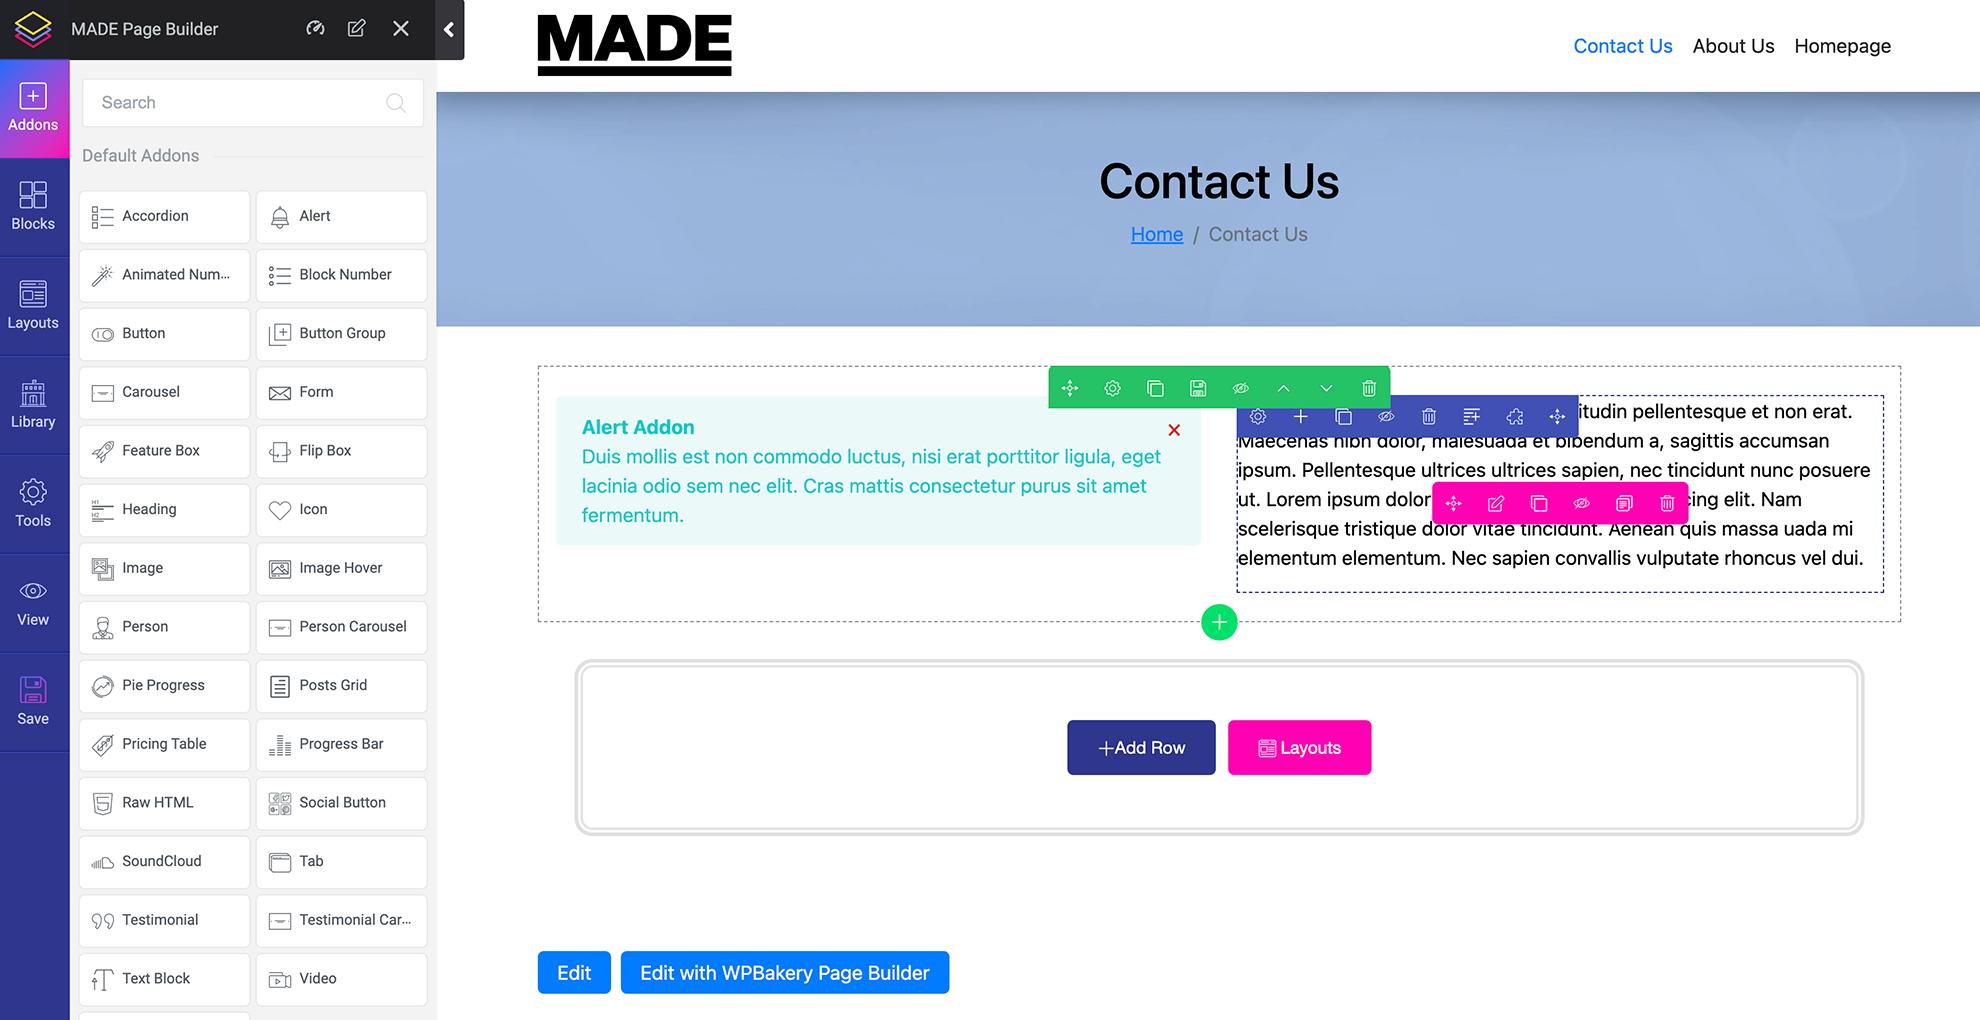 MADE Page Builder
Addons
Blocks
Layouts
Library
Tools
View
Save
Search
Default Addons
Accordion
Alert
Animated Num...
Block Number
Button
Button Group
Carousel
Form
Feature Box
Flip Box
H1
H2
Heading
Icon
Image
Image Hover
Person
Person Carousel
Pie Progress
Posts Grid
Pricing Table
Progress Bar
Raw HTML
Social Button
SoundCloud
Tab
Testimonial
Testimonial Car...
Text Block
Video
MADE
Contact Us About Us Homepage
Contact Us
Home / Contact Us
Alert Addon
Duis mollis est non commodo luctus, nisi erat porttitor ligula, eget
lacinia odio sem nec elit. Cras mattis consectetur purus sit amet
fermentum.
itudin pellentesque et non erat.
Maecenas nibh dolor, malesuada et bibendum a, sagittis accumsan
ipsum. Pellentesque ultrices ultrices sapien, nec tincidunt nunc posuere
ut. Lorem ipsum dolor cing elit. Nam
scelerisque tristique dolor vitae tincidunt. Aenean quis massa uada mi
elementum elementum. Nec sapien convallis vulputate rhoncus vel dui.
+Add Row
Layouts
Edit
Edit with WPBakery Page Builder